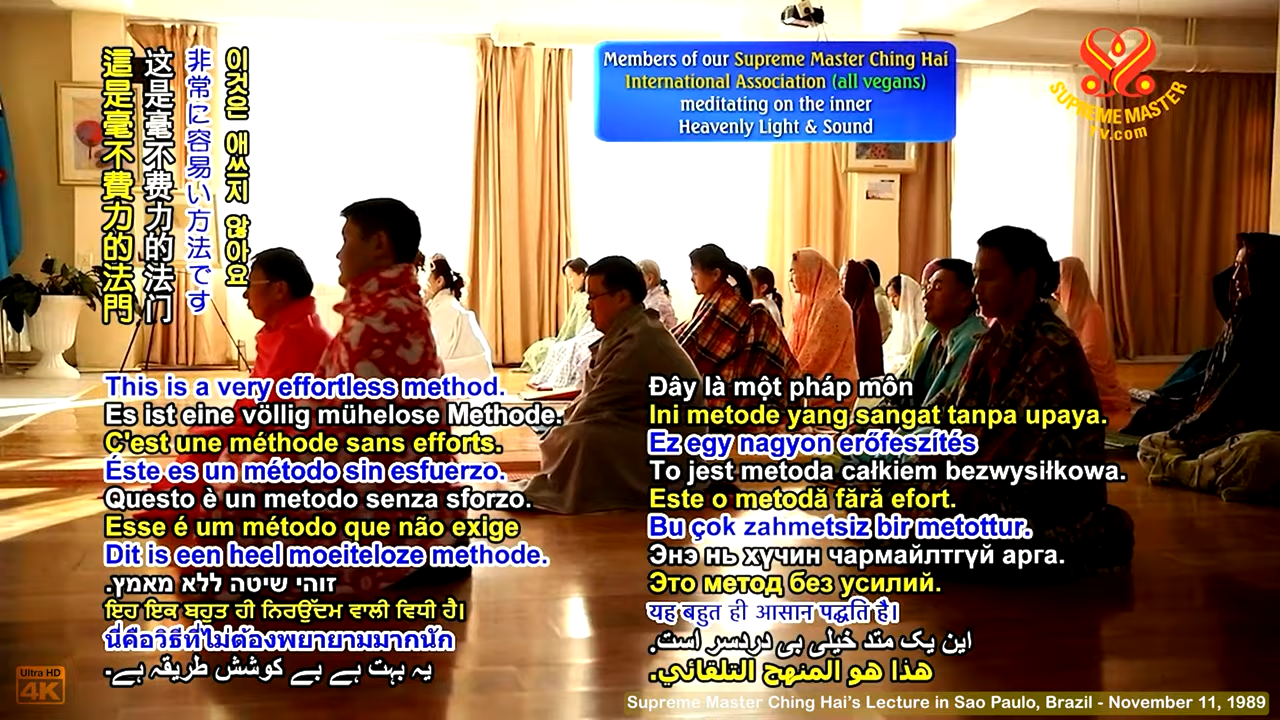 이것은 애쓰지 않아요
非常に容易い方法です
这是毫不费力的法门
這是毫不費力的法門
Members of our Supreme Master Ching Hai
International Association (all vegans)
meditating on the inner
Heavenly Light & Sound
SUPREME MASTER
TV.com
This is a very effortless method.
Es ist eine völlig mühelose Methode.
C'est une méthode sans efforts.
Éste es un método sin esfuerzo.
Questo è un metodo senza sforzo.
Esse é um método que não exige
Dit is een heel moeiteloze methode.
זוהי שיטה ללא מאמץ.
ਇਹ ਇਕ ਬਹੁਤ ਹੀ ਨਿਰਉੱਦਮ ਵਾਲੀ ਵਿਧੀ ਹੈ।
นี่คือวิธีที่ไม่ต้องพยายามมากนัก
یہ بہت ہے بے کوشش طریقہ ہے.
Đây là một pháp môn
Ini metode yang sangat tanpa upaya.
Ez egy nagyon erőfeszítés
To jest metoda całkiem bezwysiłkowa.
Este o metodă fără efort.
Bu çok zahmetsiz bir metottur.
Энэ нь хүчин чармайлтгүй арга.
Это метод без усилий.
यह बहुत ही आसान पद्धति है।
این یک متد خیلی بی دردسر است.
هذا هو المنهج التلقائي.
Ultra HD
4K
Supreme Master Ching Hai's Lecture in Sao Paulo, Brazil - November 11, 1989